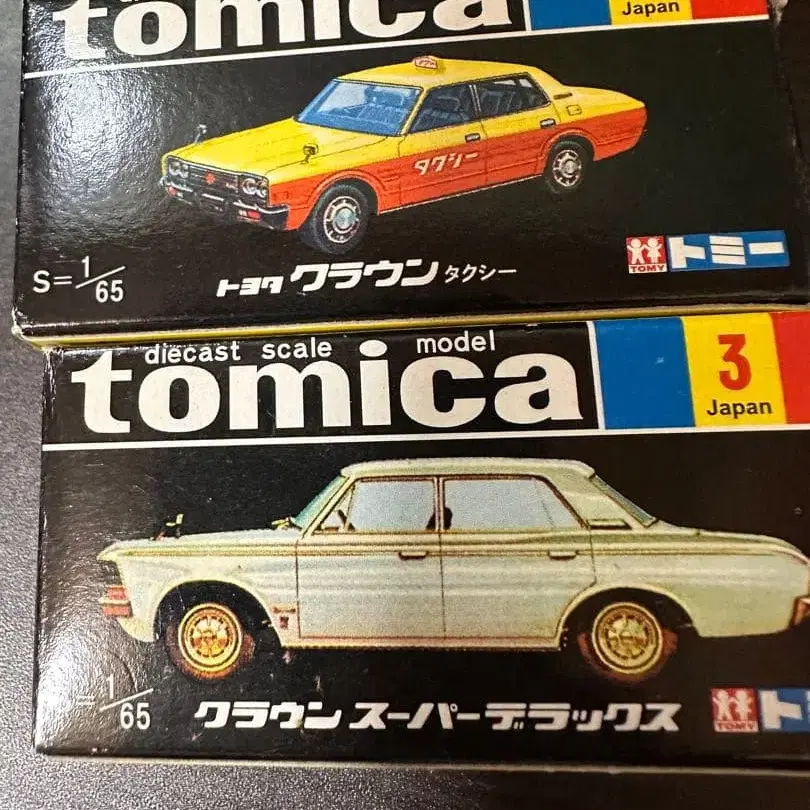 tomica
Japan
タクシー
S=1/65
トヨタ クラウン タクシー
TOMY
トミー
diecast scale model
tomica
3
Japan
1/65
クラウン スーパーデラックス
TOMY